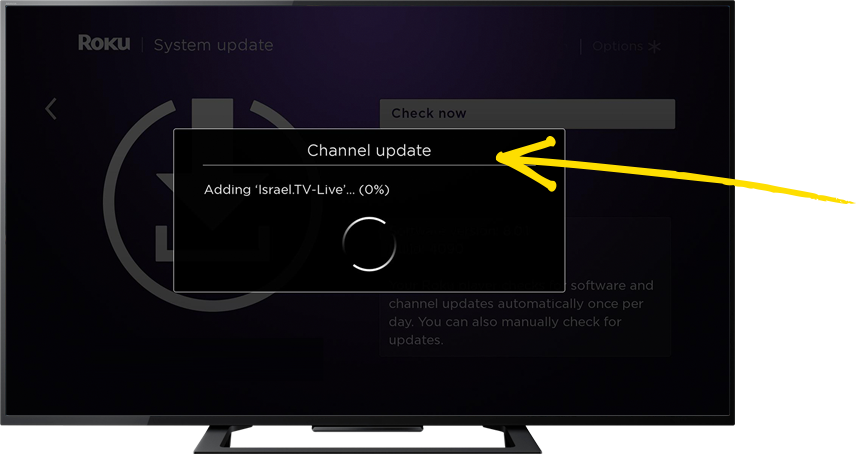 Roku | System update
| Options
Check now
Channel update
Adding ‘Israel.TV-Live’... (0%)
software and
channel updates automatically once per
day. You can also manually check for
updates.